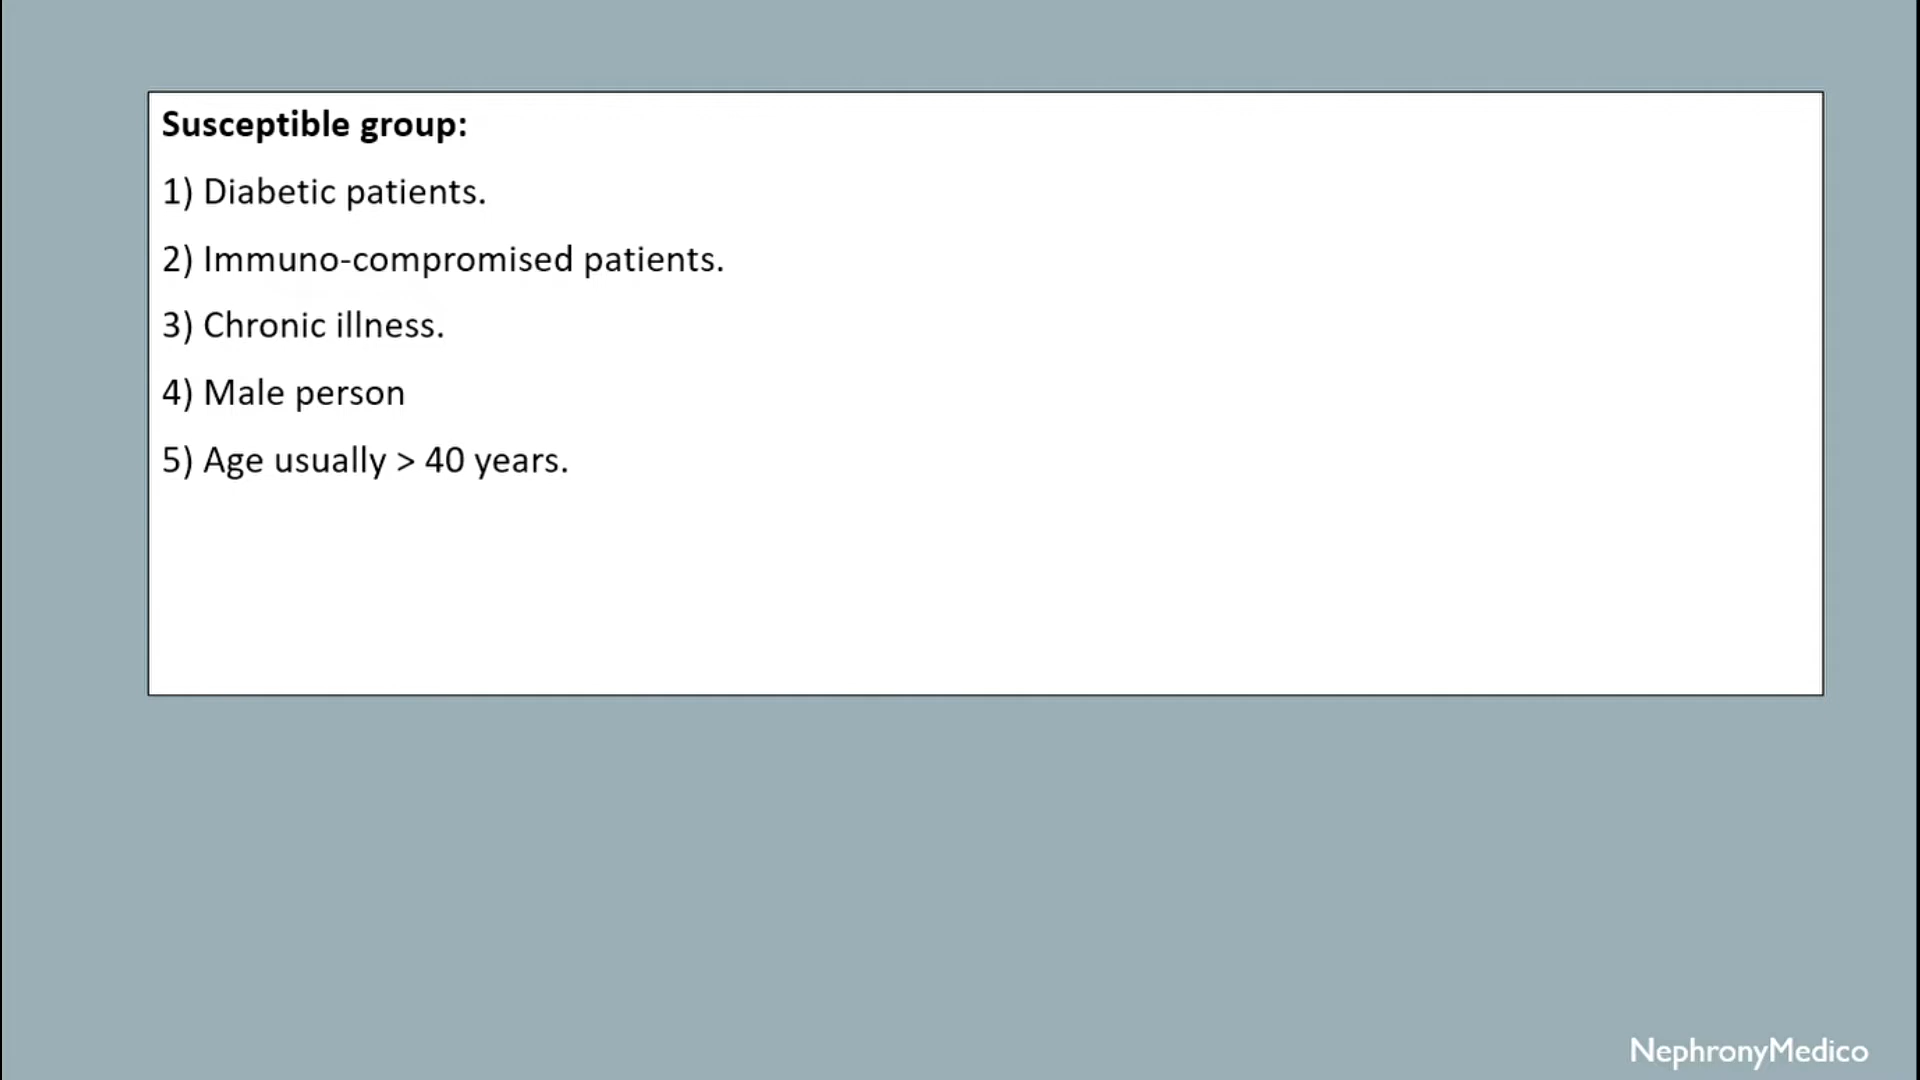 Susceptible group:
1) Diabetic patients.
2) Immuno-compromised patients.
3) Chronic illness.
4) Male person
5) Age usually > 40 years.
NephronyMedico